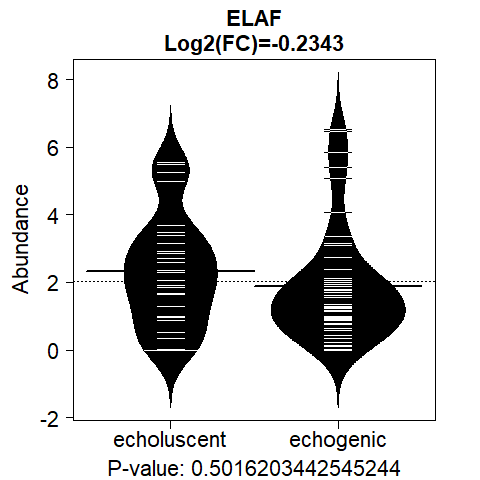 ELAF
Log2(FC)=-0.2343
Abundance
8
6
4
2
0
-2
echoluscent echogenic
P-value: 0.5016203442545244